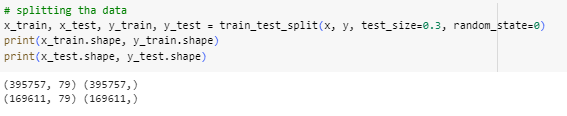 # splitting tha data
x_train, x_test, y_train, y_test = train_test_split(x, y, test_size=0.3, random_state=0)
print(x_train.shape, y_train.shape)
print(x_test.shape, y_test.shape)
(395757, 79) (395757,)
(169611, 79) (169611,)